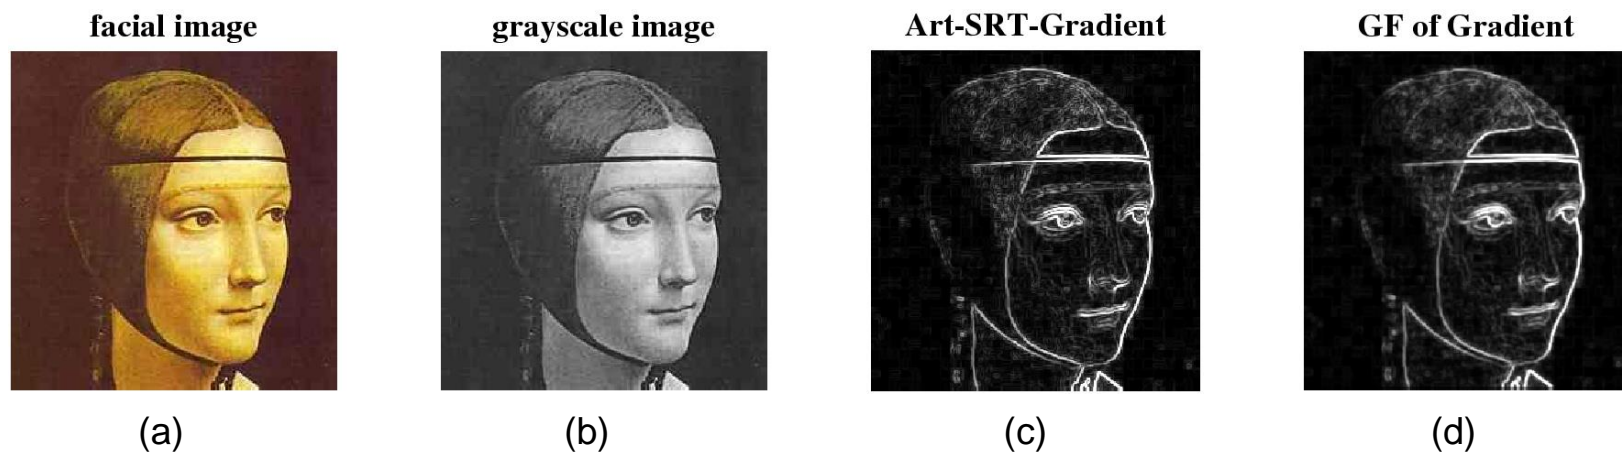 facial image
grayscale image
Art-SRT-Gradient
GF of Gradient
(a)
(b)
(c)
(d)